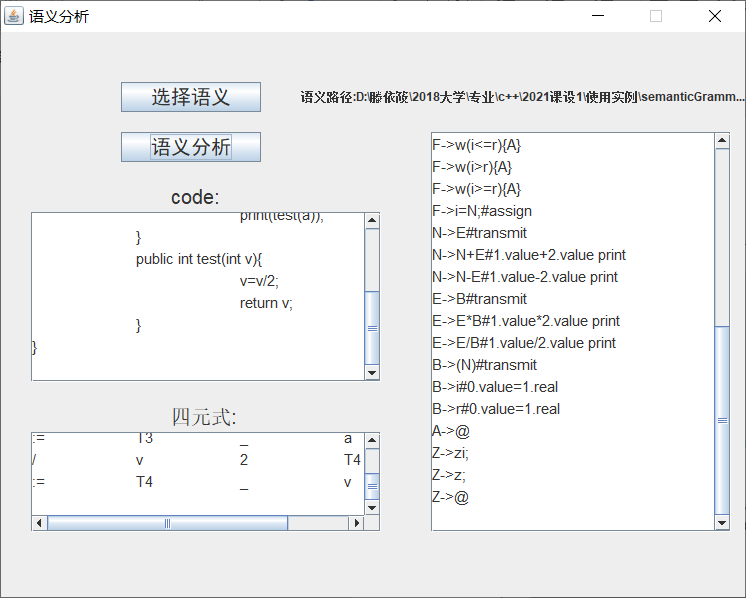 语义分析
选择语义
语义路径:D:\滕依筱\2018大学\专业\c++\2021课设1\使用实例\semanticGramm...
语义分析
code:
print(test(a));
}
public int test(int v){
v=v/2;
return v;
}
}
四元式:
:= T3 _ a
/ v 2 T4
:= T4 _ v
F->w(i<=r){A}
F->w(i>r){A}
F->w(i>=r){A}
F->i=N;#assign
N->E#transmit
N->N+E#1.value+2.value print
N->N-E#1.value-2.value print
E->B#transmit
E->E*B#1.value*2.value print
E->E/B#1.value/2.value print
B->(N)#transmit
B->i#0.value=1.real
B->r#0.value=1.real
A->@
Z->zi;
Z->z;
Z->@